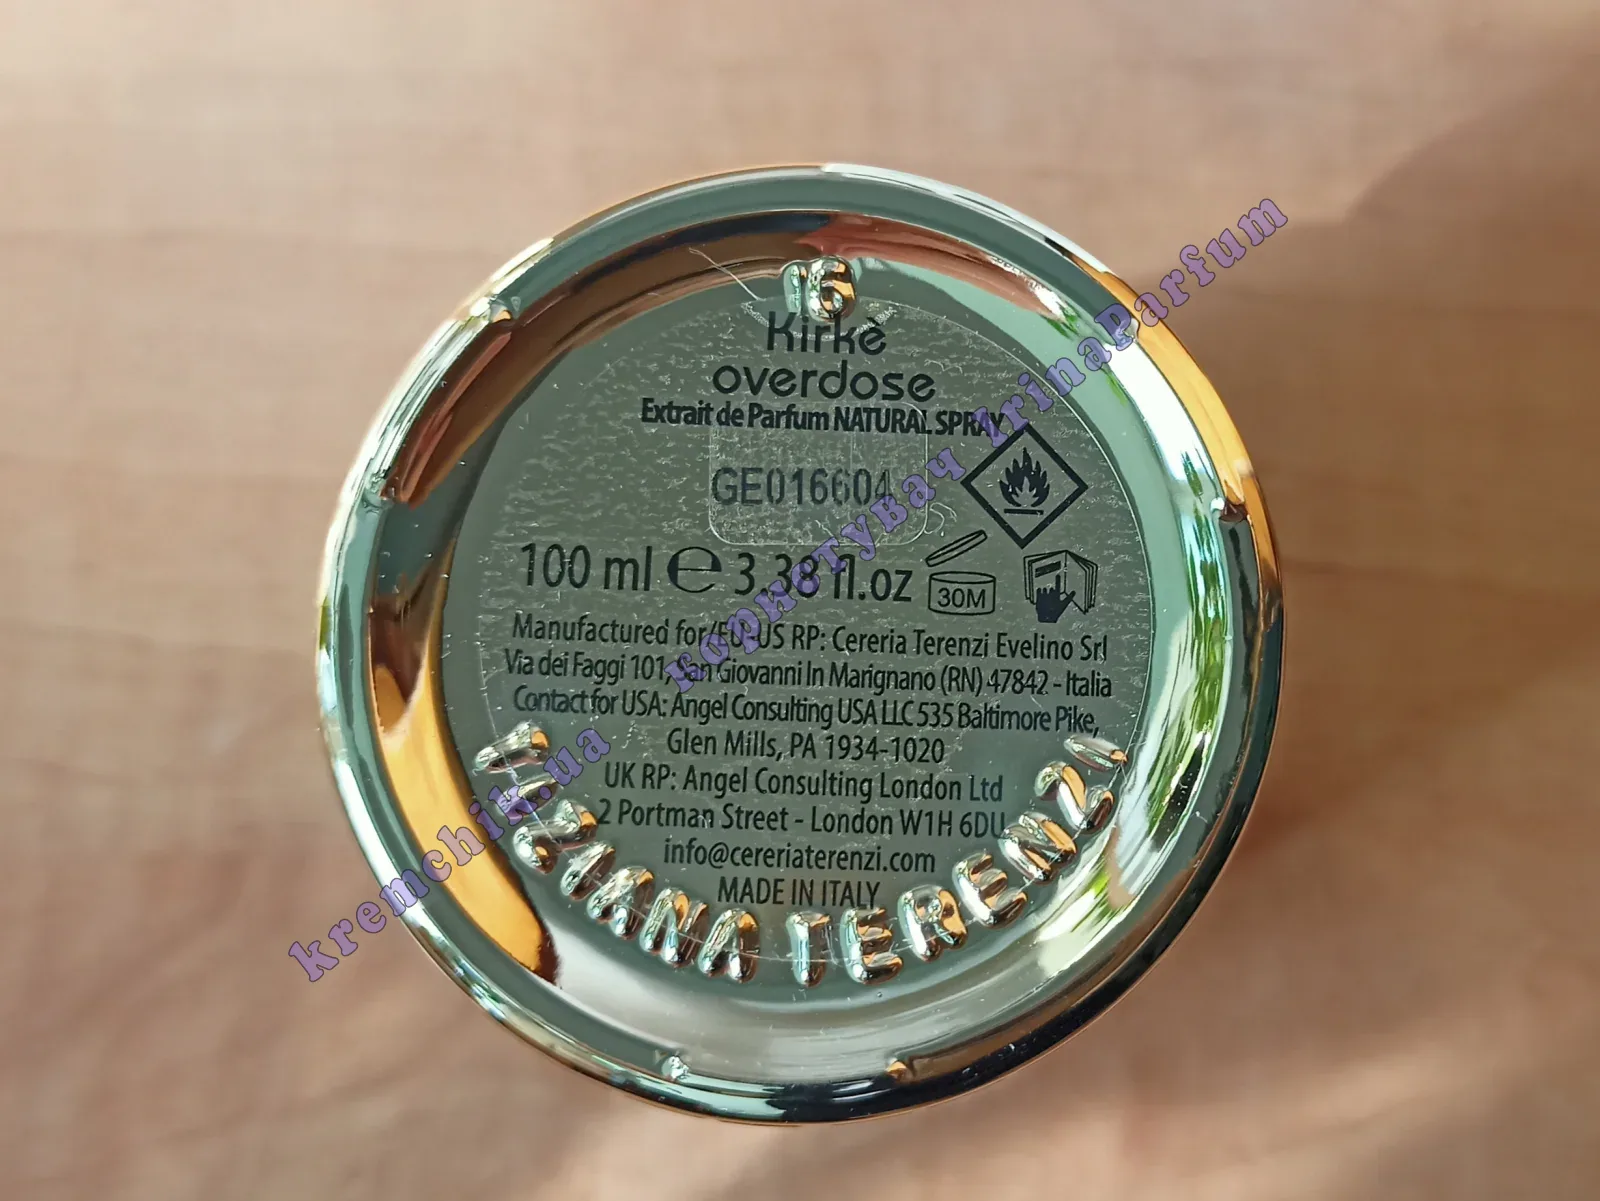 16
Kirkè
overdose
Extrait de Parfum NATURAL SPRAY
GE016604
100 ml ℮ 3.38 fl.oz
30M
Manufactured for/EU-US RP: Cereria Terenzi Evelino Srl
Via dei Faggi 101, San Giovanni In Marignano (RN) 47842 - Italia
Contact for USA: Angel Consulting USA LLC 535 Baltimore Pike,
Glen Mills, PA 1934-1020
UK RP: Angel Consulting London Ltd
2 Portman Street - London W1H 6DU
info@cereriaterenzi.com
MADE IN ITALY
TIZIANA TERENZI
kremchik.ua користувач IrinaParfum